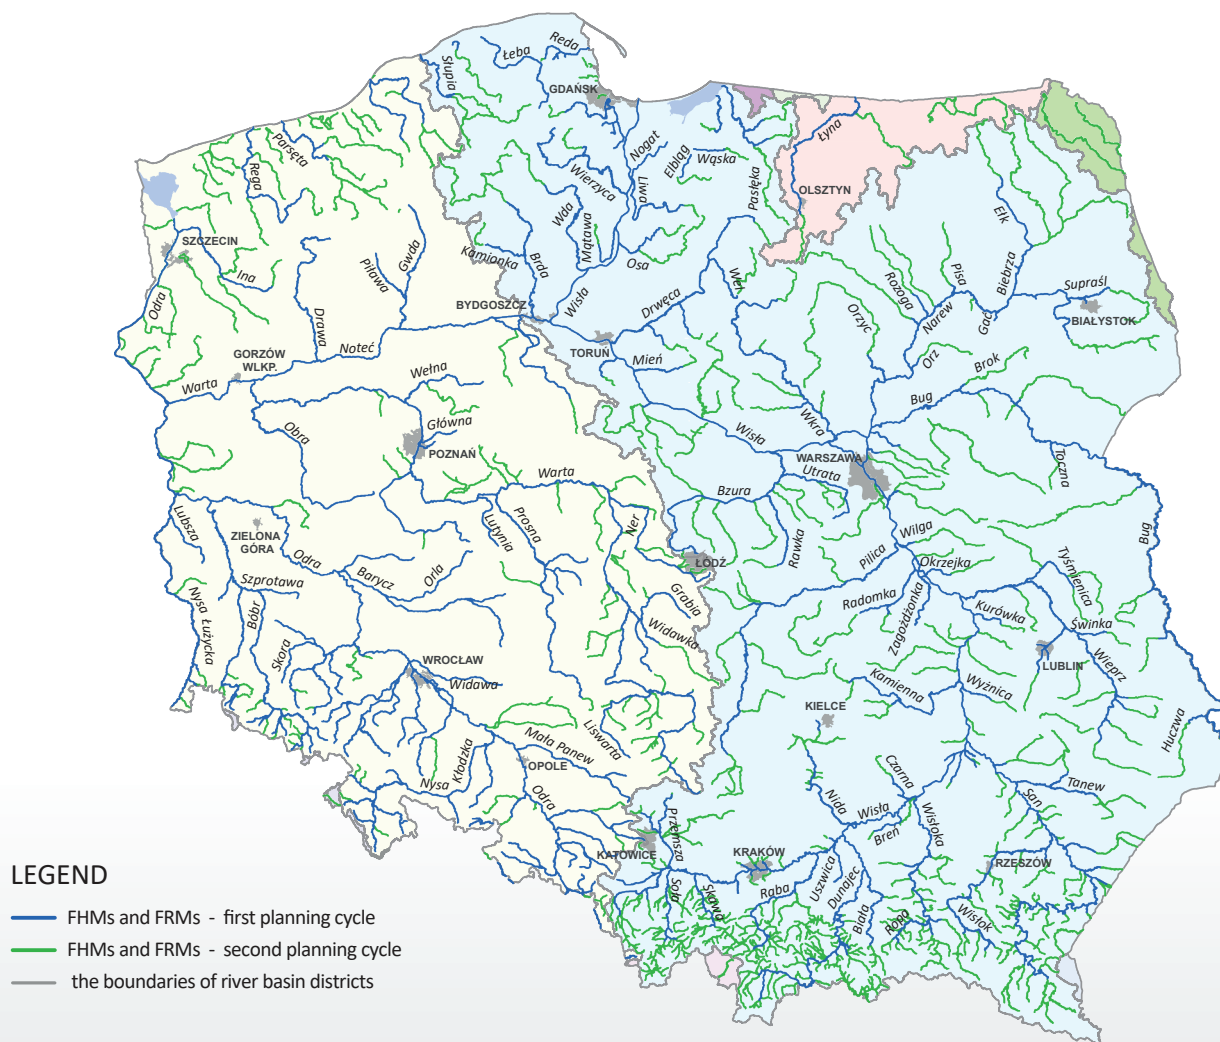 Reda
Łeba
Słupia
GDAŃSK
Łyna
Nogat
Elbląg
Wąska
Parsęta
Rega
Wierzyca
Liwa
Pasłęka
OLSZTYN
Wda
Mątawa
Ełk
SZCZECIN
Kamionka
Brda
Osa
Gwda
Piława
Ina
Odra
Wel
Rozoga
Pisa
Biebrza
Supraśl
BYDGOSZCZ
Wisła
Drwęca
Orzyc
Narew
Gać
BIAŁYSTOK
Drawa
Noteć
TORUŃ
Mień
Orz
Brok
GORZÓW
WLKP.
Warta
Wełna
Bug
Główna
Obra
POZNAŃ
Wisła
Wkra
WARSZAWA
Utrata
Toczna
Warta
Bzura
Lubsza
ZIELONA
GÓRA
Lutynia
Prosna
Ner
Rawka
Wilga
Bug
Odra
Barycz
Orla
ŁÓDŹ
Pilica
Okrzejka
Tyśmienica
Szprotawa
Grabia
Radomka
Zagożdżonka
Kurówka
Nysa Łużycka
Bóbr
Skora
Widawka
Świnka
WROCŁAW
LUBLIN
Wieprz
Widawa
Kamienna
Wyżnica
KIELCE
Liswarta
Huczwa
Mała Panew
Nysa
Kłodzka
OPOLE
Odra
Czarna
Tanew
Nida
Wisła
San
Przemsza
Breń
Wisłoka
KATOWICE
KRAKÓW
RZESZÓW
Soła
Skawa
Raba
Uszwica
Dunajec
Biała
Ropa
Wisłok
LEGEND
FHMs and FRMs - first planning cycle
FHMs and FRMs - second planning cycle
the boundaries of river basin districts